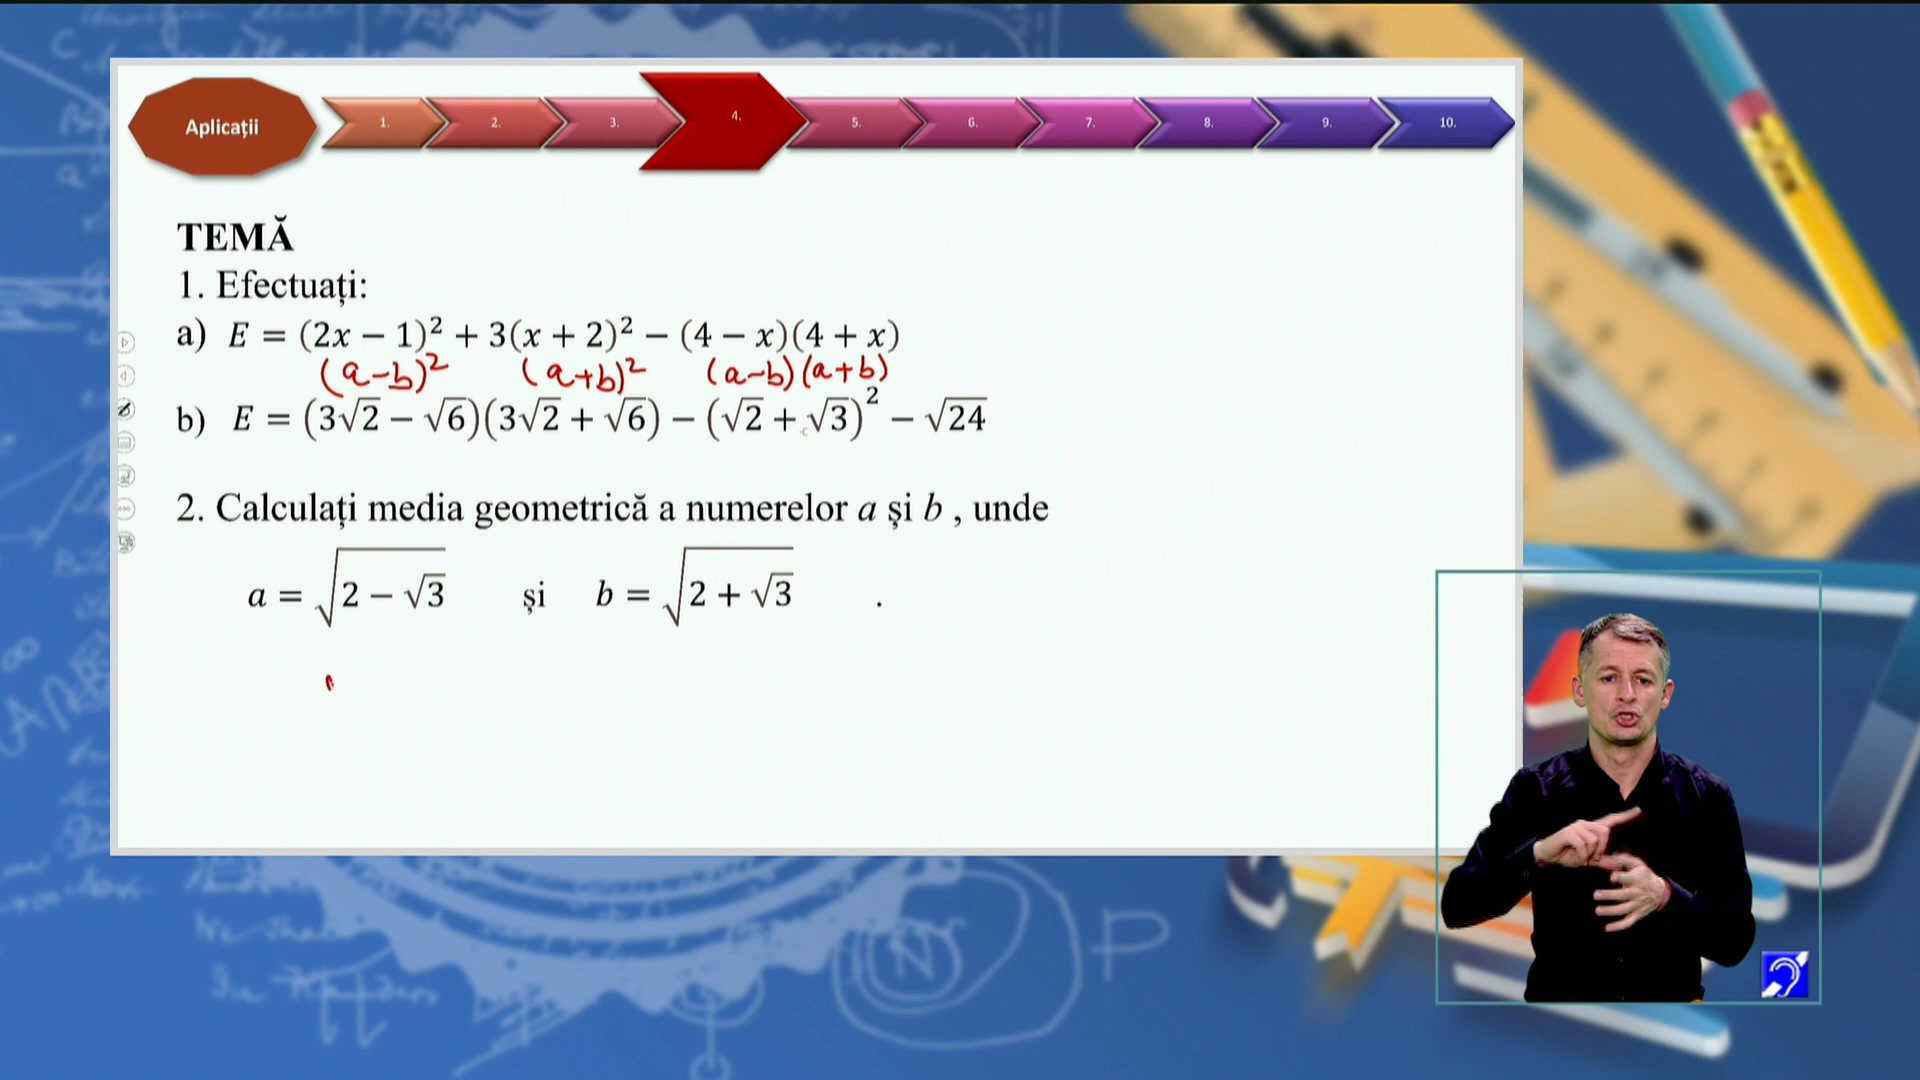 Aplicații
1. 2. 3. 4. 5. 6. 7. 8. 9. 10.
TEMĂ
1. Efectuați:
a) E = (2x − 1)² + 3(x + 2)² − (4 − x)(4 + x)
(a-b)² (a+b)² (a-b)(a+b)
b) E = (3√2 − √6)(3√2 + √6) − (√2 + √3)² − √24
2. Calculați media geometrică a numerelor a și b , unde
a = √(2 − √3) și b = √(2 + √3) .
P
N